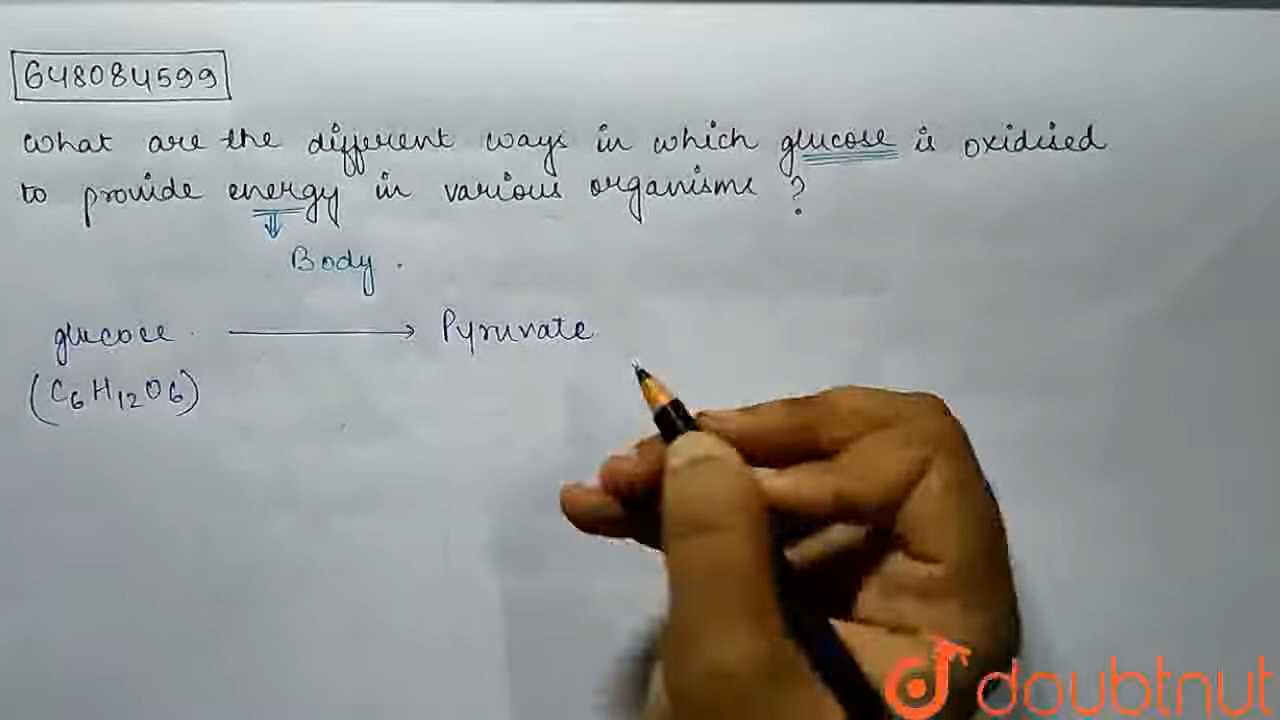 648084599
What are the different ways in which glucose is oxidised
to provide energy in various organisms ?
Body .
glucose → Pyruvate
(C6H12O6)
doubtnut